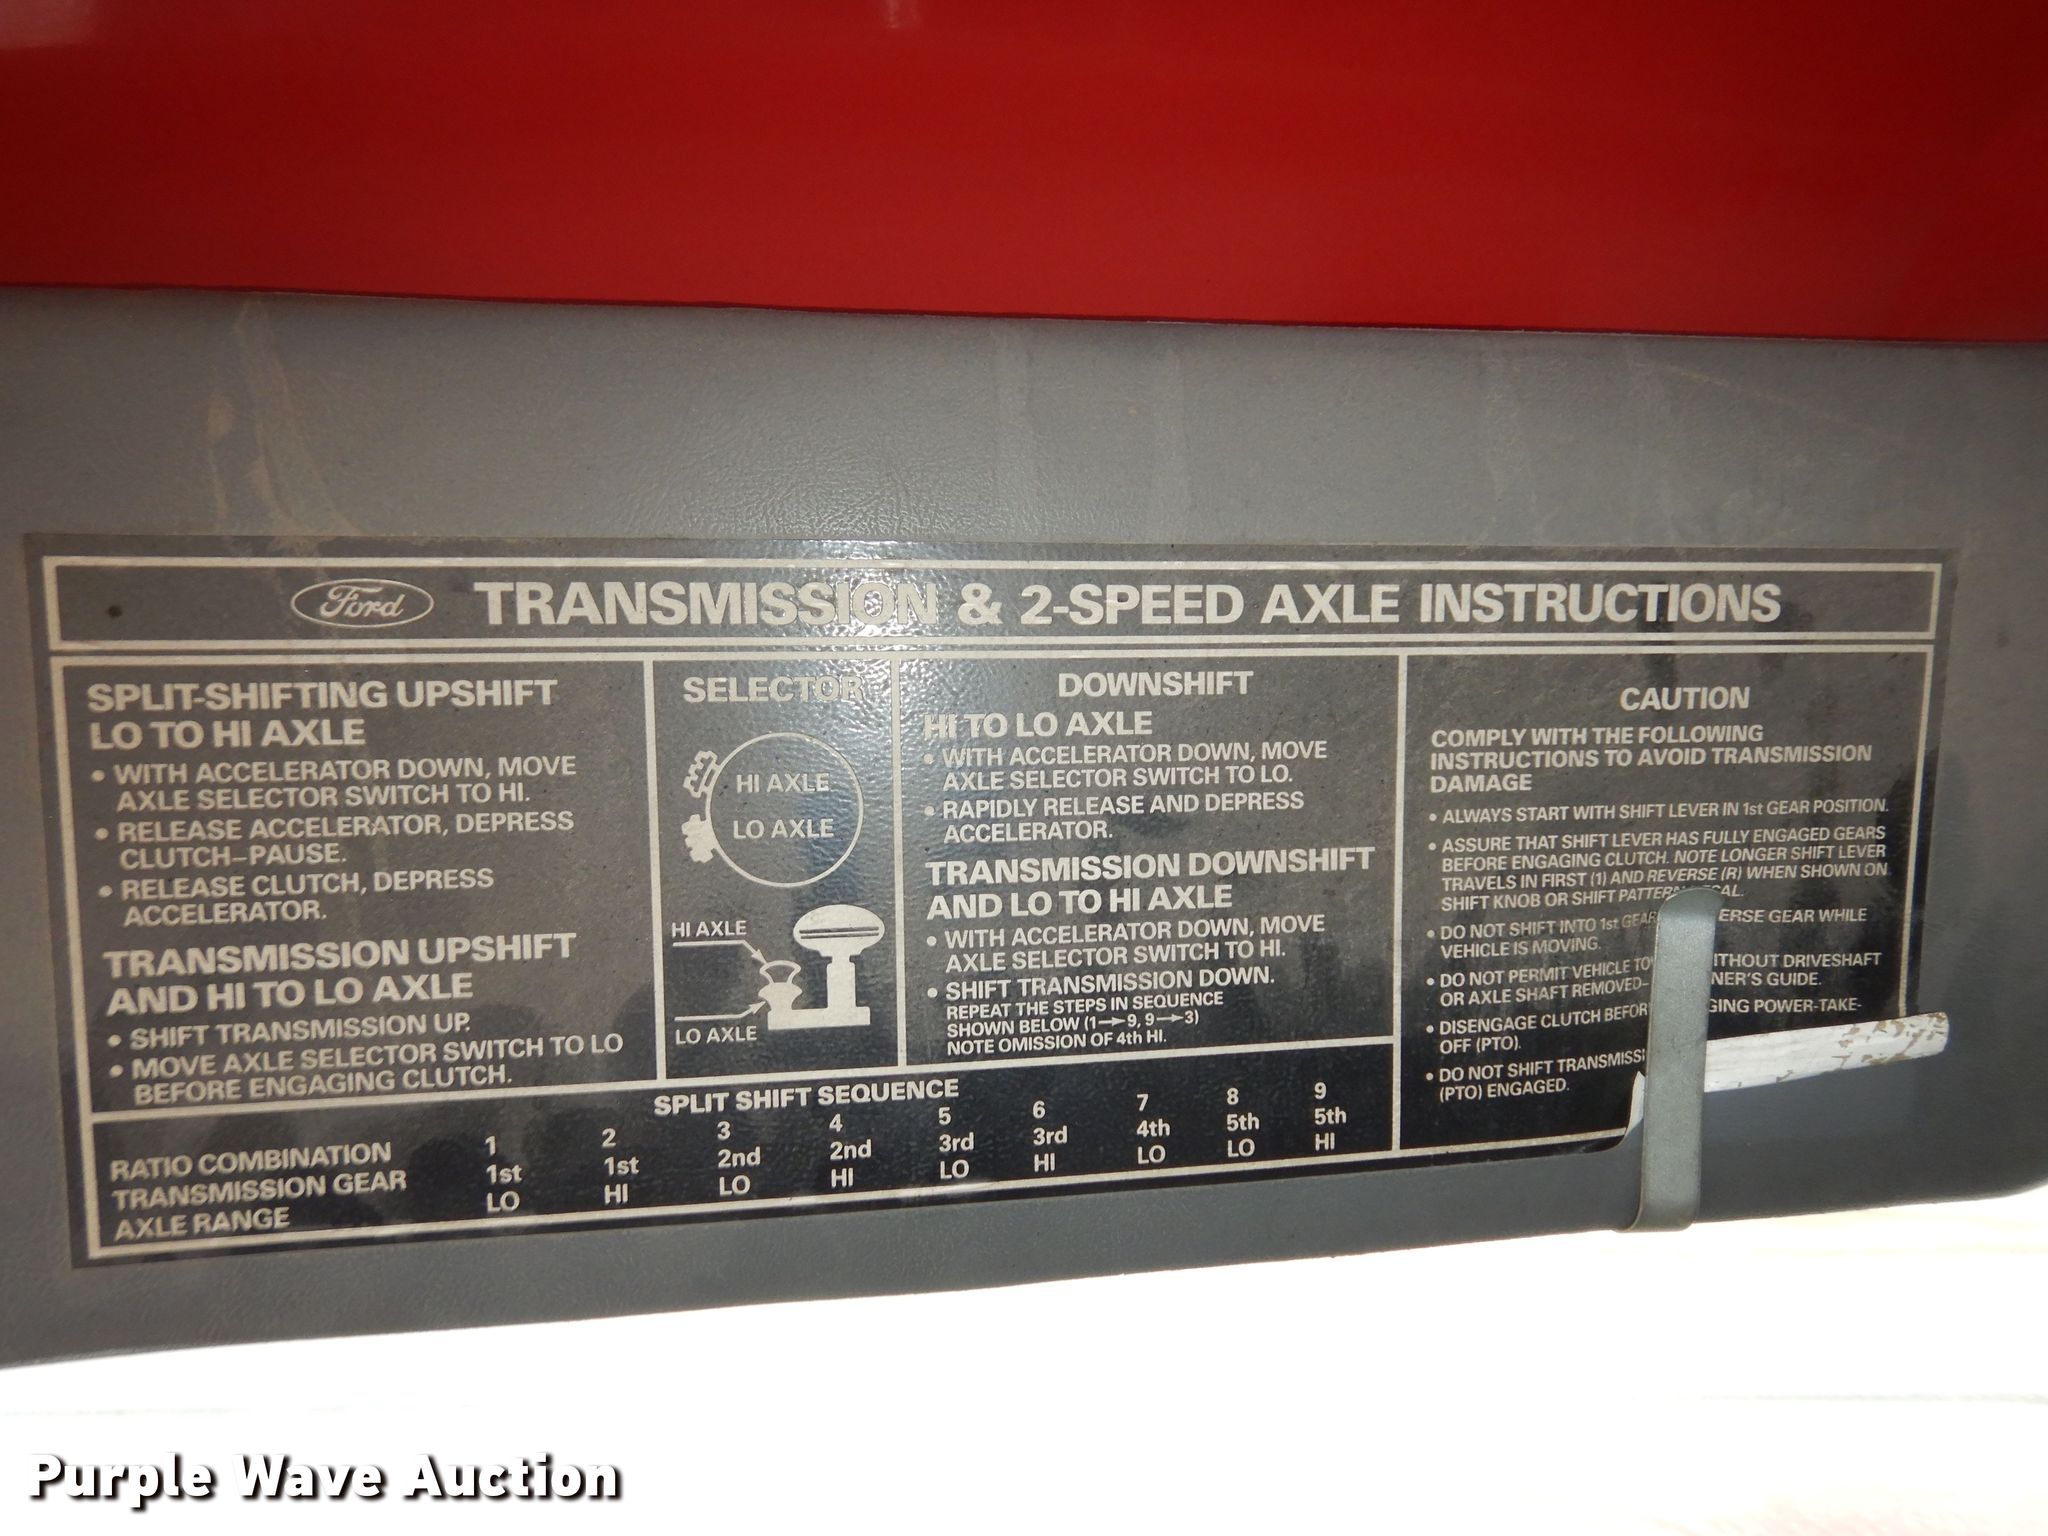 Ford TRANSMISSION & 2-SPEED AXLE INSTRUCTIONS
SPLIT-SHIFTING UPSHIFT
LO TO HI AXLE
• WITH ACCELERATOR DOWN, MOVE
AXLE SELECTOR SWITCH TO HI.
• RELEASE ACCELERATOR, DEPRESS
CLUTCH–PAUSE.
• RELEASE CLUTCH, DEPRESS
ACCELERATOR.
TRANSMISSION UPSHIFT
AND HI TO LO AXLE
• SHIFT TRANSMISSION UP.
• MOVE AXLE SELECTOR SWITCH TO LO
BEFORE ENGAGING CLUTCH.
SELECTOR
HI AXLE
LO AXLE
HI AXLE
LO AXLE
DOWNSHIFT
HI TO LO AXLE
• WITH ACCELERATOR DOWN, MOVE
AXLE SELECTOR SWITCH TO LO.
• RAPIDLY RELEASE AND DEPRESS
ACCELERATOR.
TRANSMISSION DOWNSHIFT
AND LO TO HI AXLE
• WITH ACCELERATOR DOWN, MOVE
AXLE SELECTOR SWITCH TO HI.
• SHIFT TRANSMISSION DOWN.
REPEAT THE STEPS IN SEQUENCE
SHOWN BELOW (1→9, 9→3)
NOTE OMISSION OF 4th HI.
CAUTION
COMPLY WITH THE FOLLOWING
INSTRUCTIONS TO AVOID TRANSMISSION
DAMAGE
• ALWAYS START WITH SHIFT LEVER IN 1st GEAR POSITION.
• ASSURE THAT SHIFT LEVER HAS FULLY ENGAGED GEARS
BEFORE ENGAGING CLUTCH. NOTE LONGER SHIFT LEVER
TRAVELS IN FIRST (1) AND REVERSE (R) WHEN SHOWN ON
SHIFT KNOB OR SHIFT
• DO NOT SHIFT INTO 1st GEAR GEAR WHILE
VEHICLE IS MOVING.
• DO NOT PERMIT VEHICLE DRIVESHAFT
OR AXLE SHAFT REMOVED– GUIDE.
• DISENGAGE CLUTCH POWER-TAKE-
OFF (PTO).
• DO NOT SHIFT
(PTO) ENGAGED.
SPLIT SHIFT SEQUENCE
RATIO COMBINATION 1 2 3 4 5 6 7 8 9
TRANSMISSION GEAR 1st 1st 2nd 2nd 3rd 3rd 4th 5th 5th
AXLE RANGE LO HI LO HI LO HI LO LO HI
Purple Wave Auction